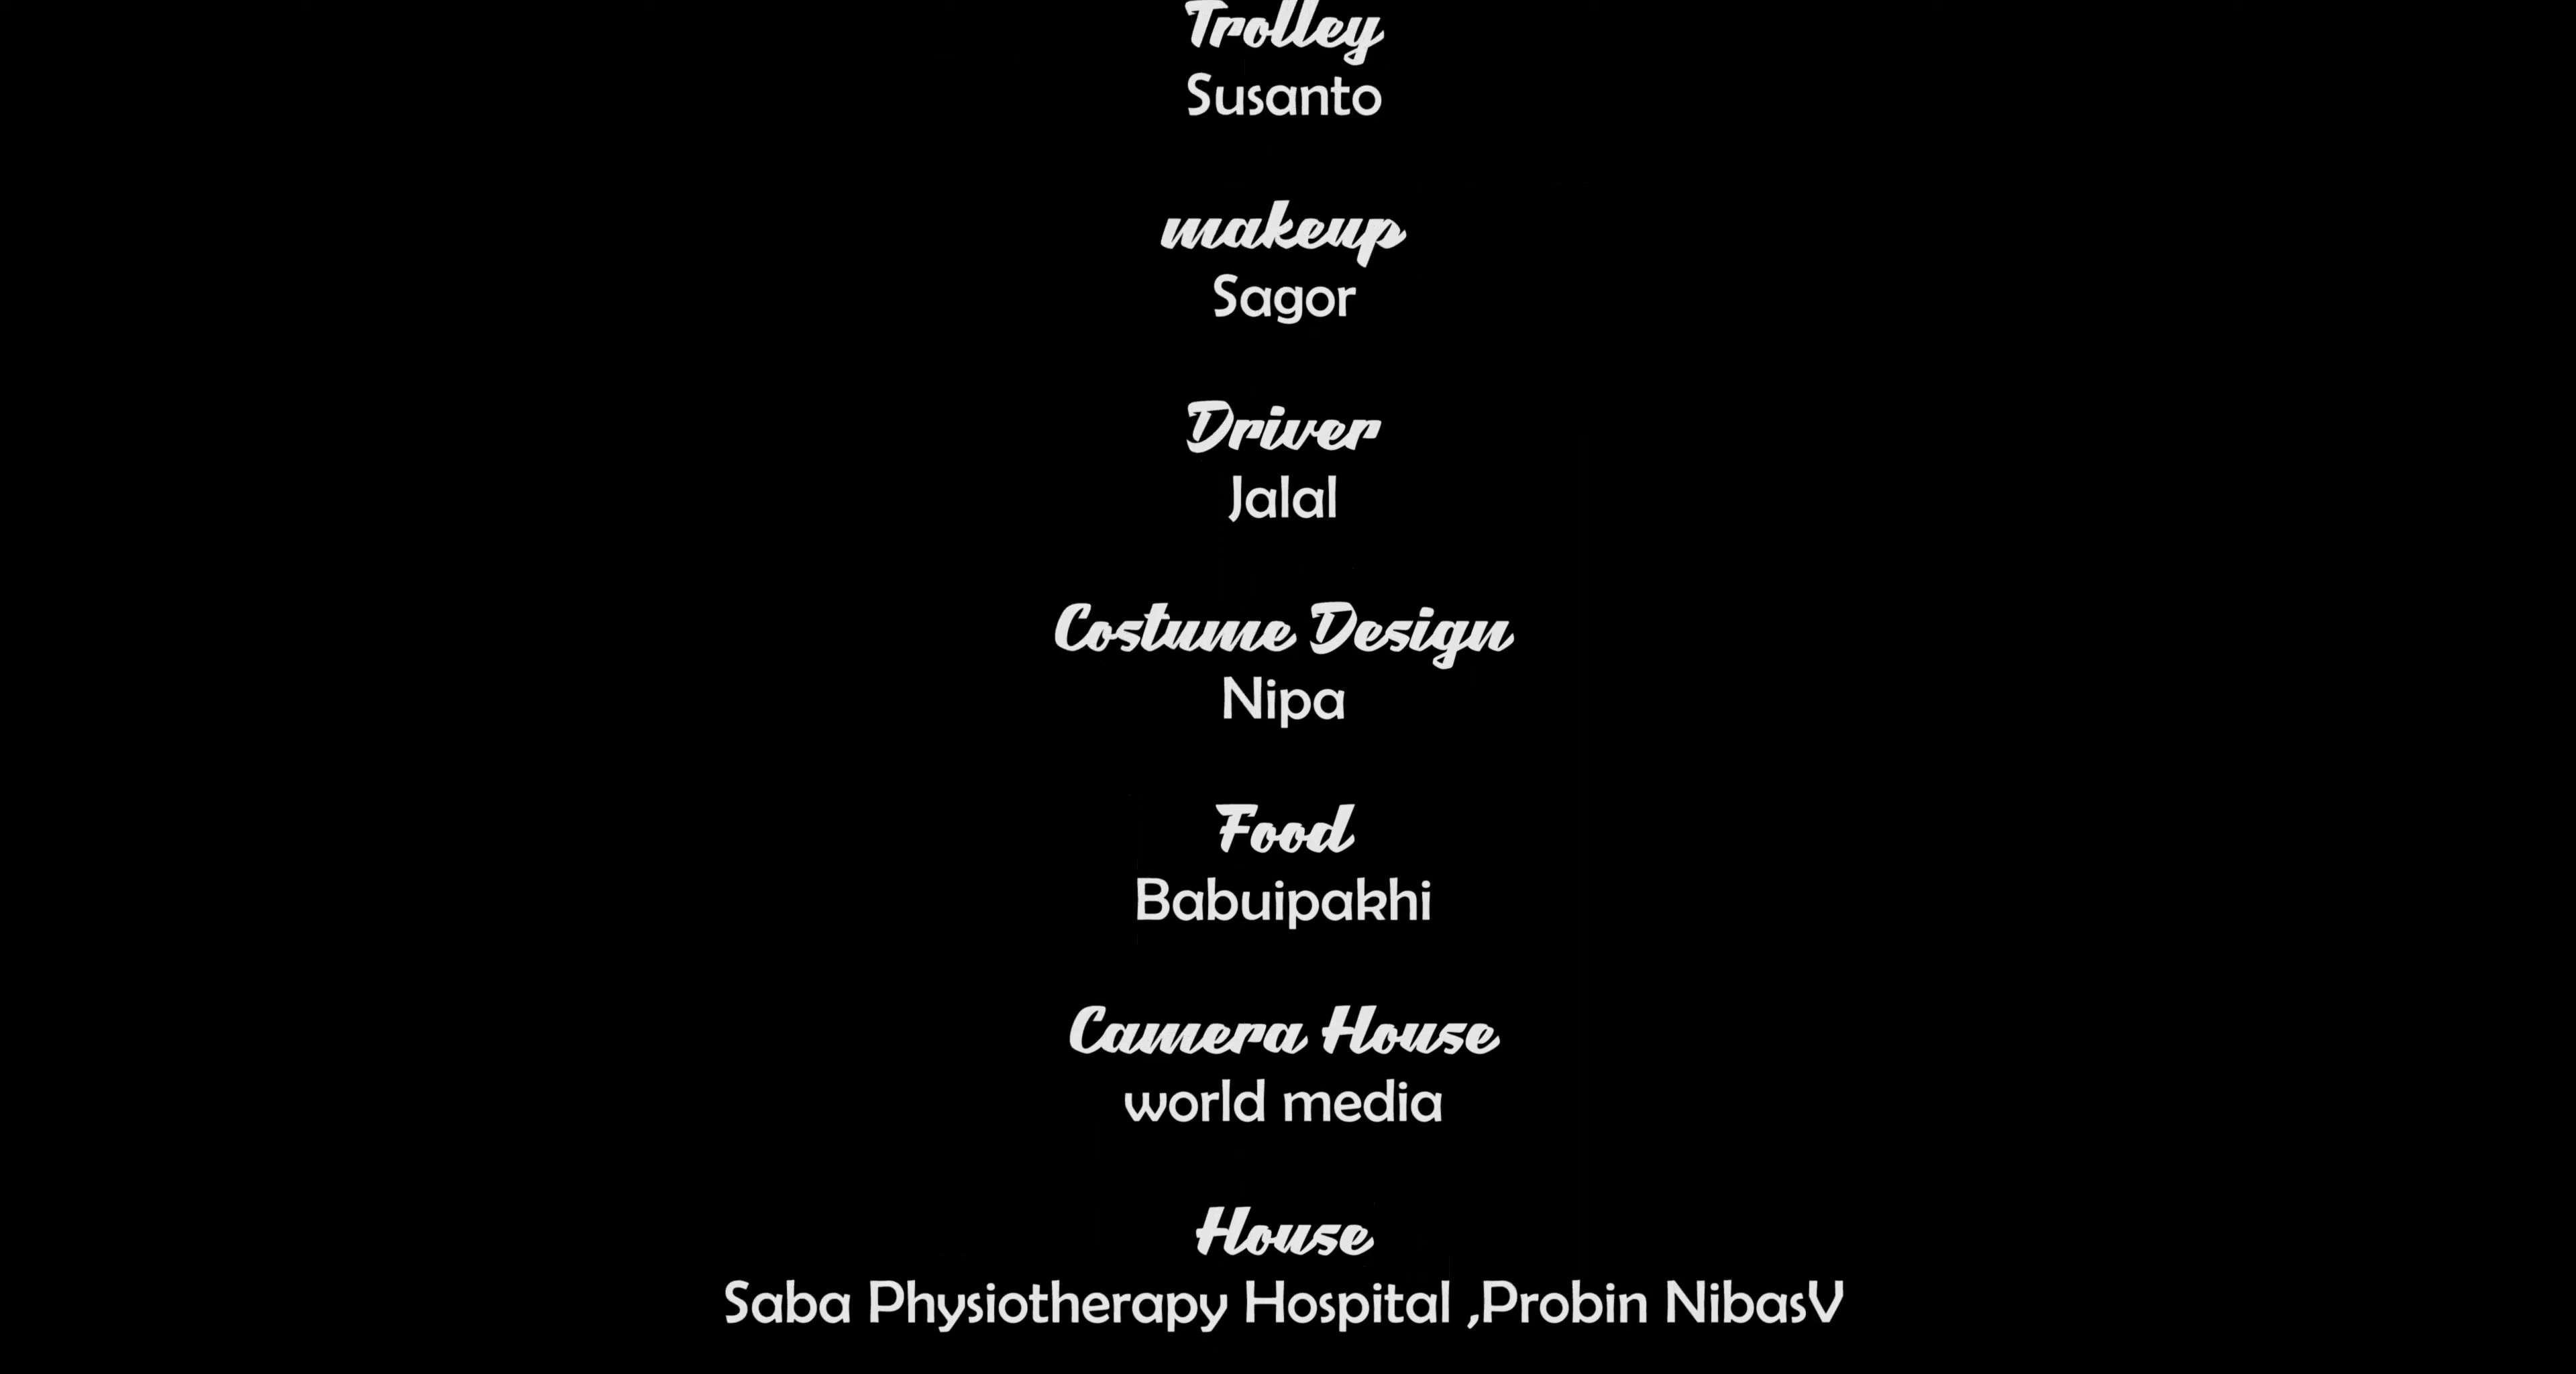 Trolley
Susanto
makeup
Sagor
Driver
Jalal
Costume Design
Nipa
Food
Babuipakhi
Camera House
world media
House
Saba Physiotherapy Hospital ,Probin NibasV